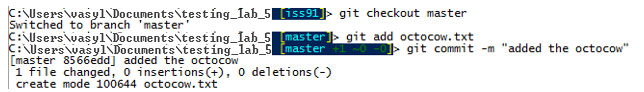 C:\Users\vasyl\Documents\testing_lab_5 [iss91]> git checkout master
Switched to branch 'master'
C:\Users\vasyl\Documents\testing_lab_5 [master]> git add octocow.txt
C:\Users\vasyl\Documents\testing_lab_5 [master +1 ~0 -0]> git commit -m "added the octocow"
[master 8566edd] added the octocow
1 file changed, 0 insertions(+), 0 deletions(-)
create mode 100644 octocow.txt